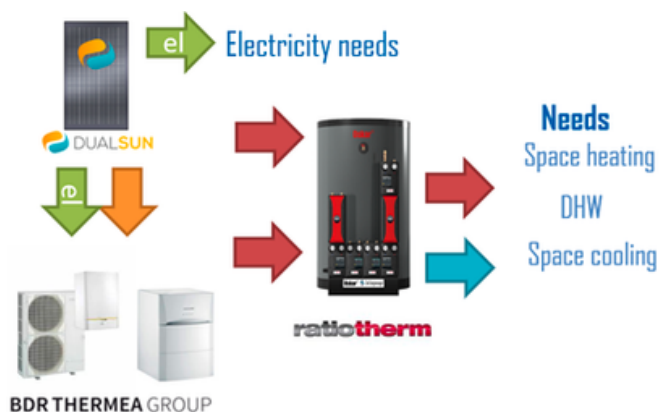 el
Electricity needs
DUALSUN
el
Needs
Space heating
DHW
Space cooling
ratiotherm
BDR THERMEA GROUP